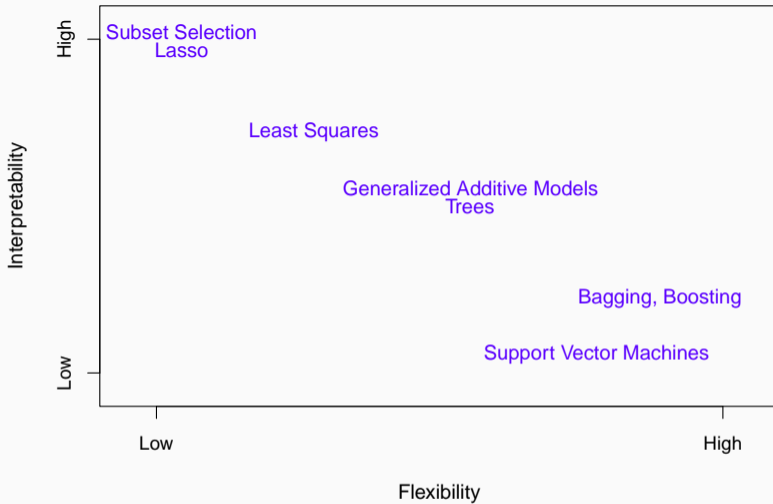 High
Subset Selection
Lasso
Least Squares
Interpretability
Generalized Additive Models
Trees
Bagging, Boosting
Support Vector Machines
Low
Low
High
Flexibility